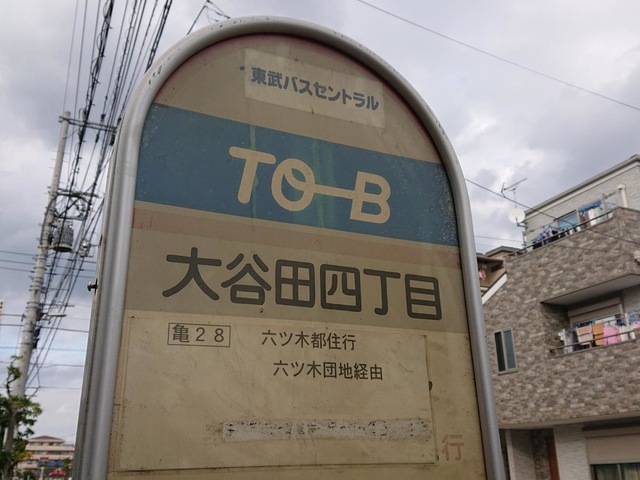 東武バスセントラル
TO-B
大谷田四丁目
亀28 六ツ木都住行
六ツ木団地経由
行